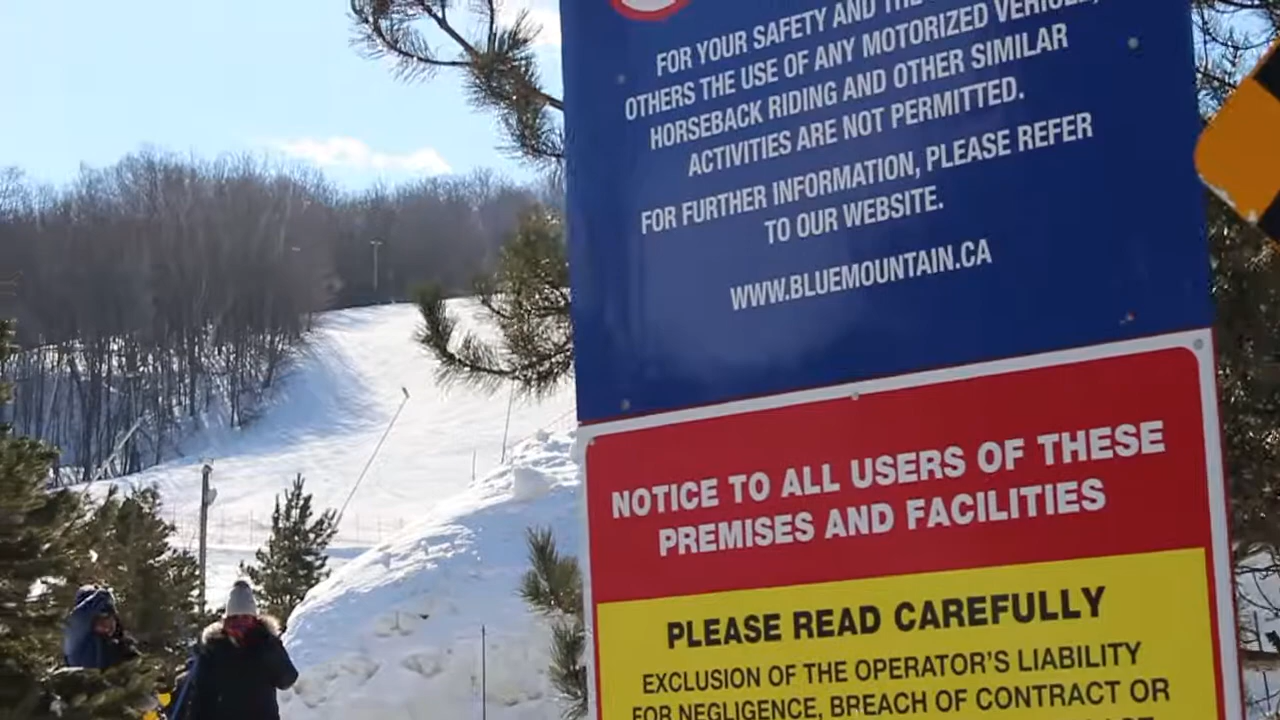 FOR YOUR SAFETY AND THE
OTHERS THE USE OF ANY MOTORIZED VEHICLE,
HORSEBACK RIDING AND OTHER SIMILAR
ACTIVITIES ARE NOT PERMITTED.
FOR FURTHER INFORMATION, PLEASE REFER
TO OUR WEBSITE.
WWW.BLUEMOUNTAIN.CA
NOTICE TO ALL USERS OF THESE
PREMISES AND FACILITIES
PLEASE READ CAREFULLY
EXCLUSION OF THE OPERATOR'S LIABILITY
FOR NEGLIGENCE, BREACH OF CONTRACT OR